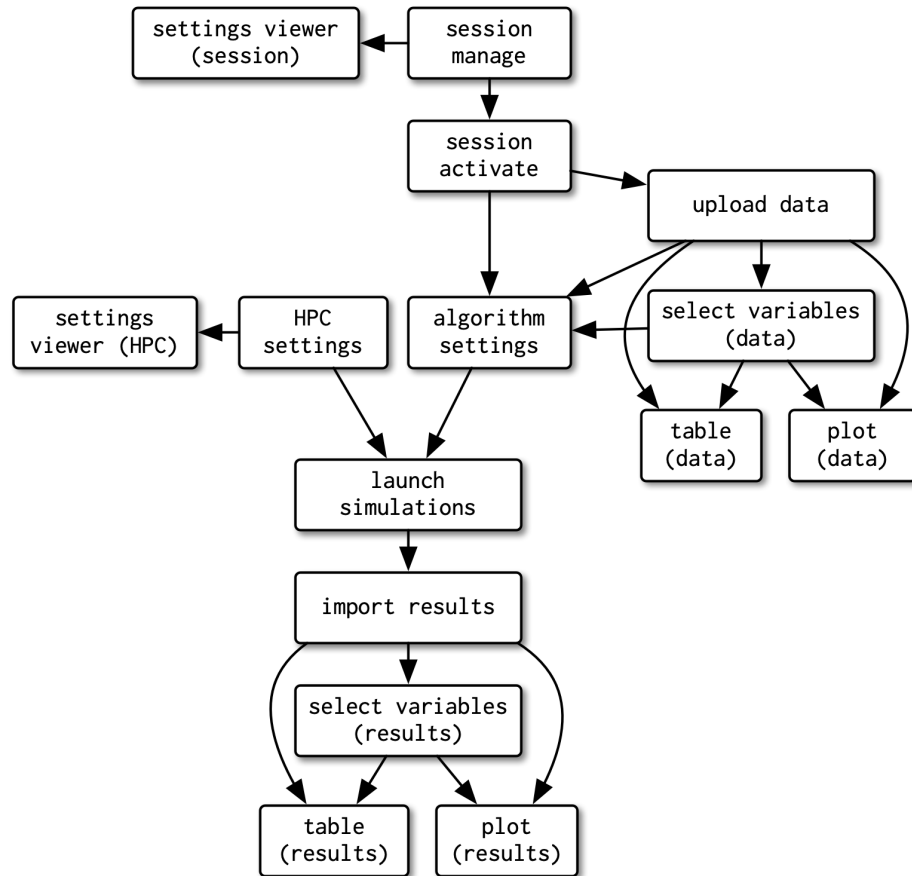 settings viewer
(session)
session
manage
session
activate
upload data
settings
viewer (HPC)
HPC
settings
algorithm
settings
select variables
(data)
table
(data)
plot
(data)
launch
simulations
import results
select variables
(results)
table
(results)
plot
(results)